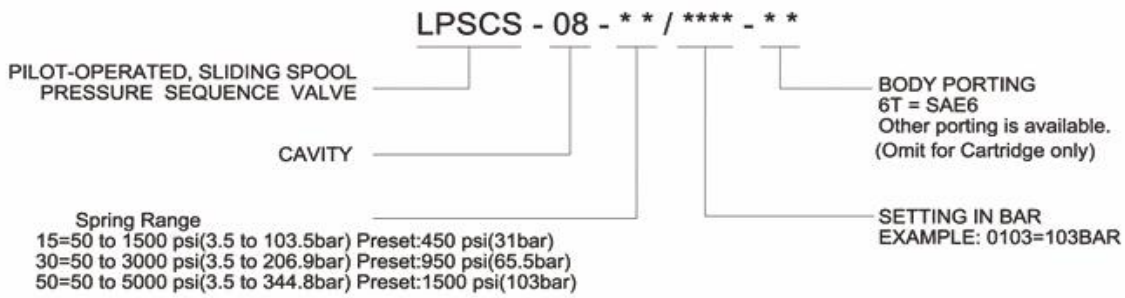 LPSCS - 08 - * * / **** - * *
PILOT-OPERATED, SLIDING SPOOL
PRESSURE SEQUENCE VALVE
CAVITY
Spring Range
15=50 to 1500 psi(3.5 to 103.5bar) Preset:450 psi(31bar)
30=50 to 3000 psi(3.5 to 206.9bar) Preset:950 psi(65.5bar)
50=50 to 5000 psi(3.5 to 344.8bar) Preset:1500 psi(103bar)
BODY PORTING
6T = SAE6
Other porting is available.
(Omit for Cartridge only)
SETTING IN BAR
EXAMPLE: 0103=103BAR